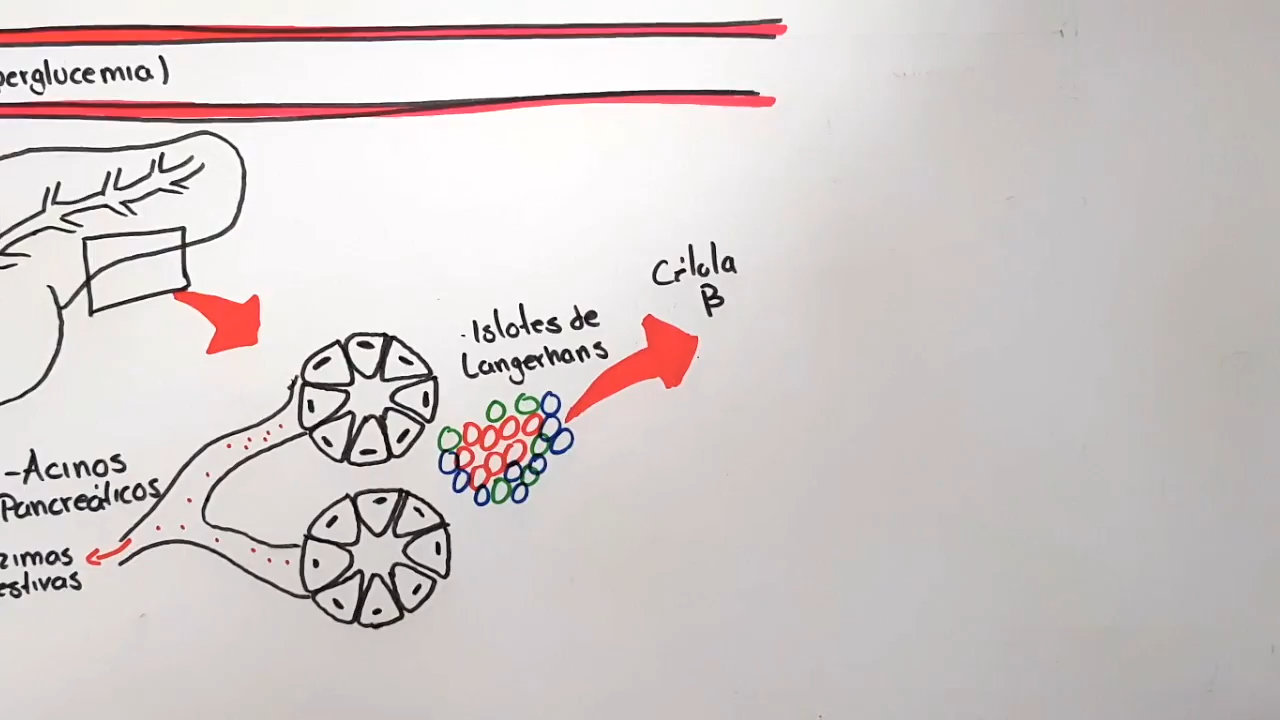 perglucemia)
Célula
β
. Islotes de
Langerhans
- Acinos
Pancreáticos
zimas
estivas